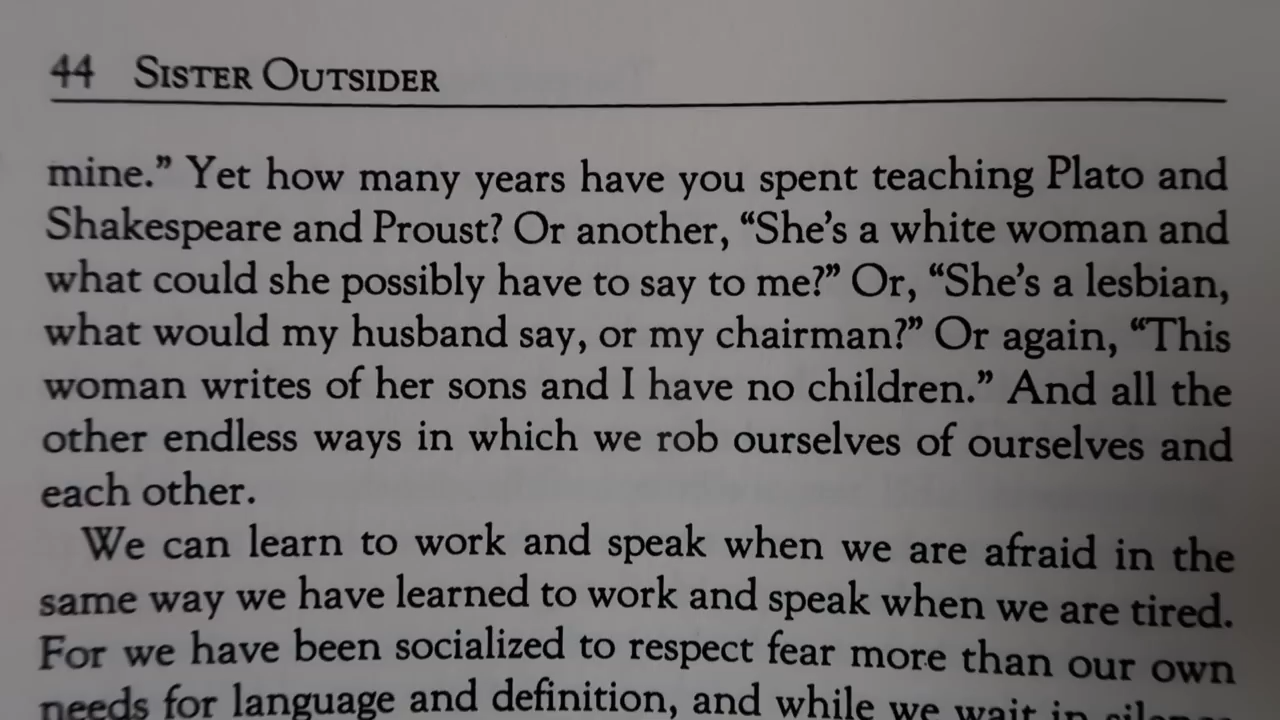 44 SISTER OUTSIDER
mine.” Yet how many years have you spent teaching Plato and
Shakespeare and Proust? Or another, “She’s a white woman and
what could she possibly have to say to me?” Or, “She’s a lesbian,
what would my husband say, or my chairman?” Or again, “This
woman writes of her sons and I have no children.” And all the
other endless ways in which we rob ourselves of ourselves and
each other.
We can learn to work and speak when we are afraid in the
same way we have learned to work and speak when we are tired.
For we have been socialized to respect fear more than our own
needs for language and definition, and while we wait in silence